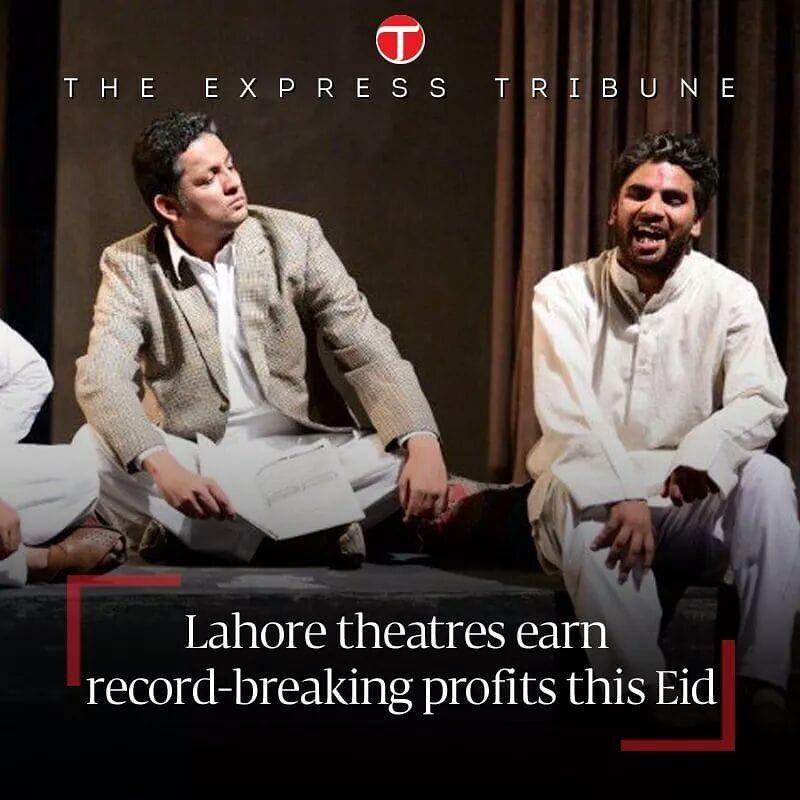 T
THE EXPRESS TRIBUNE
Lahore theatres earn
record-breaking profits this Eid